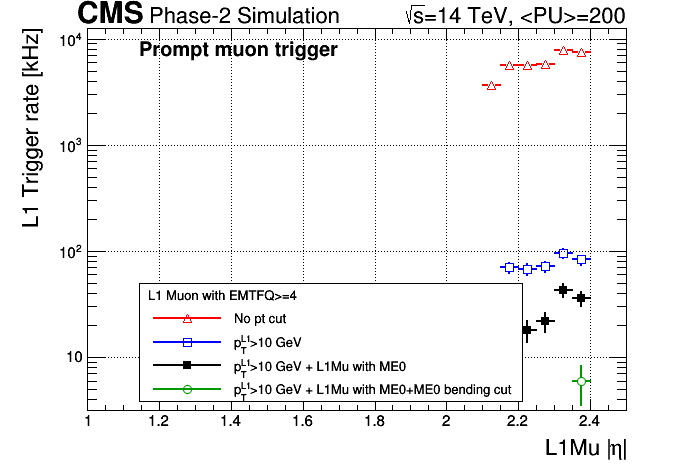 CMS Phase-2 Simulation √s=14 TeV, <PU>=200
Prompt muon trigger
L1 Trigger rate [kHz]
10⁴
10³
10²
10
L1 Muon with EMTFQ>=4
No pt cut
p_T^L1>10 GeV
p_T^L1>10 GeV + L1Mu with ME0
p_T^L1>10 GeV + L1Mu with ME0+ME0 bending cut
1 1.2 1.4 1.6 1.8 2 2.2 2.4
L1Mu |η|